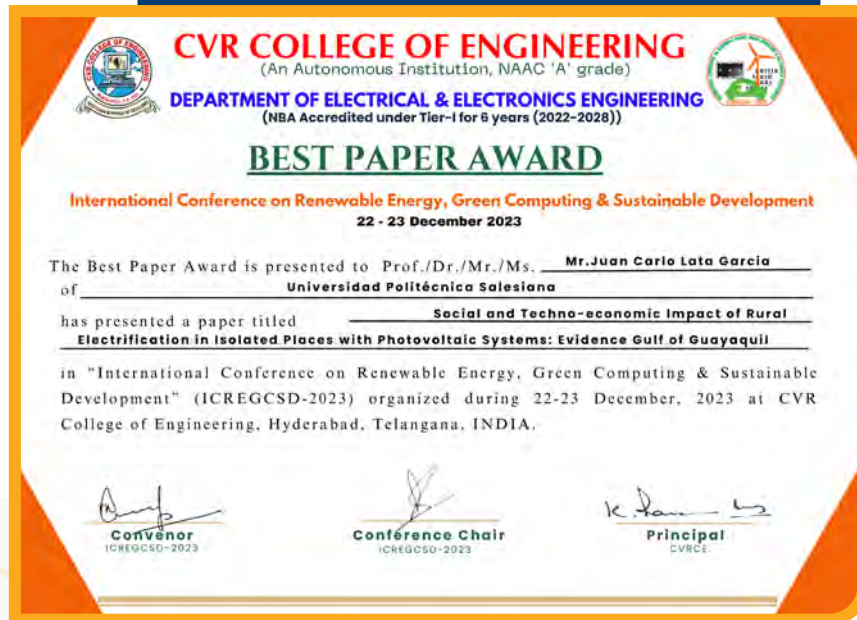 CVR COLLEGE OF ENGINEERING
(An Autonomous Institution, NAAC 'A' grade)
DEPARTMENT OF ELECTRICAL & ELECTRONICS ENGINEERING
(NBA Accredited under Tier-I for 6 years (2022-2028))
BEST PAPER AWARD
International Conference on Renewable Energy, Green Computing & Sustainable Development
22 - 23 December 2023
The Best Paper Award is presented to Prof./Dr./Mr./Ms. Mr.Juan Carlo Lata Garcia
of Universidad Politécnica Salesiana
has presented a paper titled Social and Techno-economic Impact of Rural
Electrification in Isolated Places with Photovoltaic Systems: Evidence Gulf of Guayaquil
in "International Conference on Renewable Energy, Green Computing & Sustainable
Development" (ICREGCSD-2023) organized during 22-23 December, 2023 at CVR
College of Engineering, Hyderabad, Telangana, INDIA.
Convenor
ICREGCSD-2023
Conference Chair
ICREGCSD-2023
Principal
CVRCE